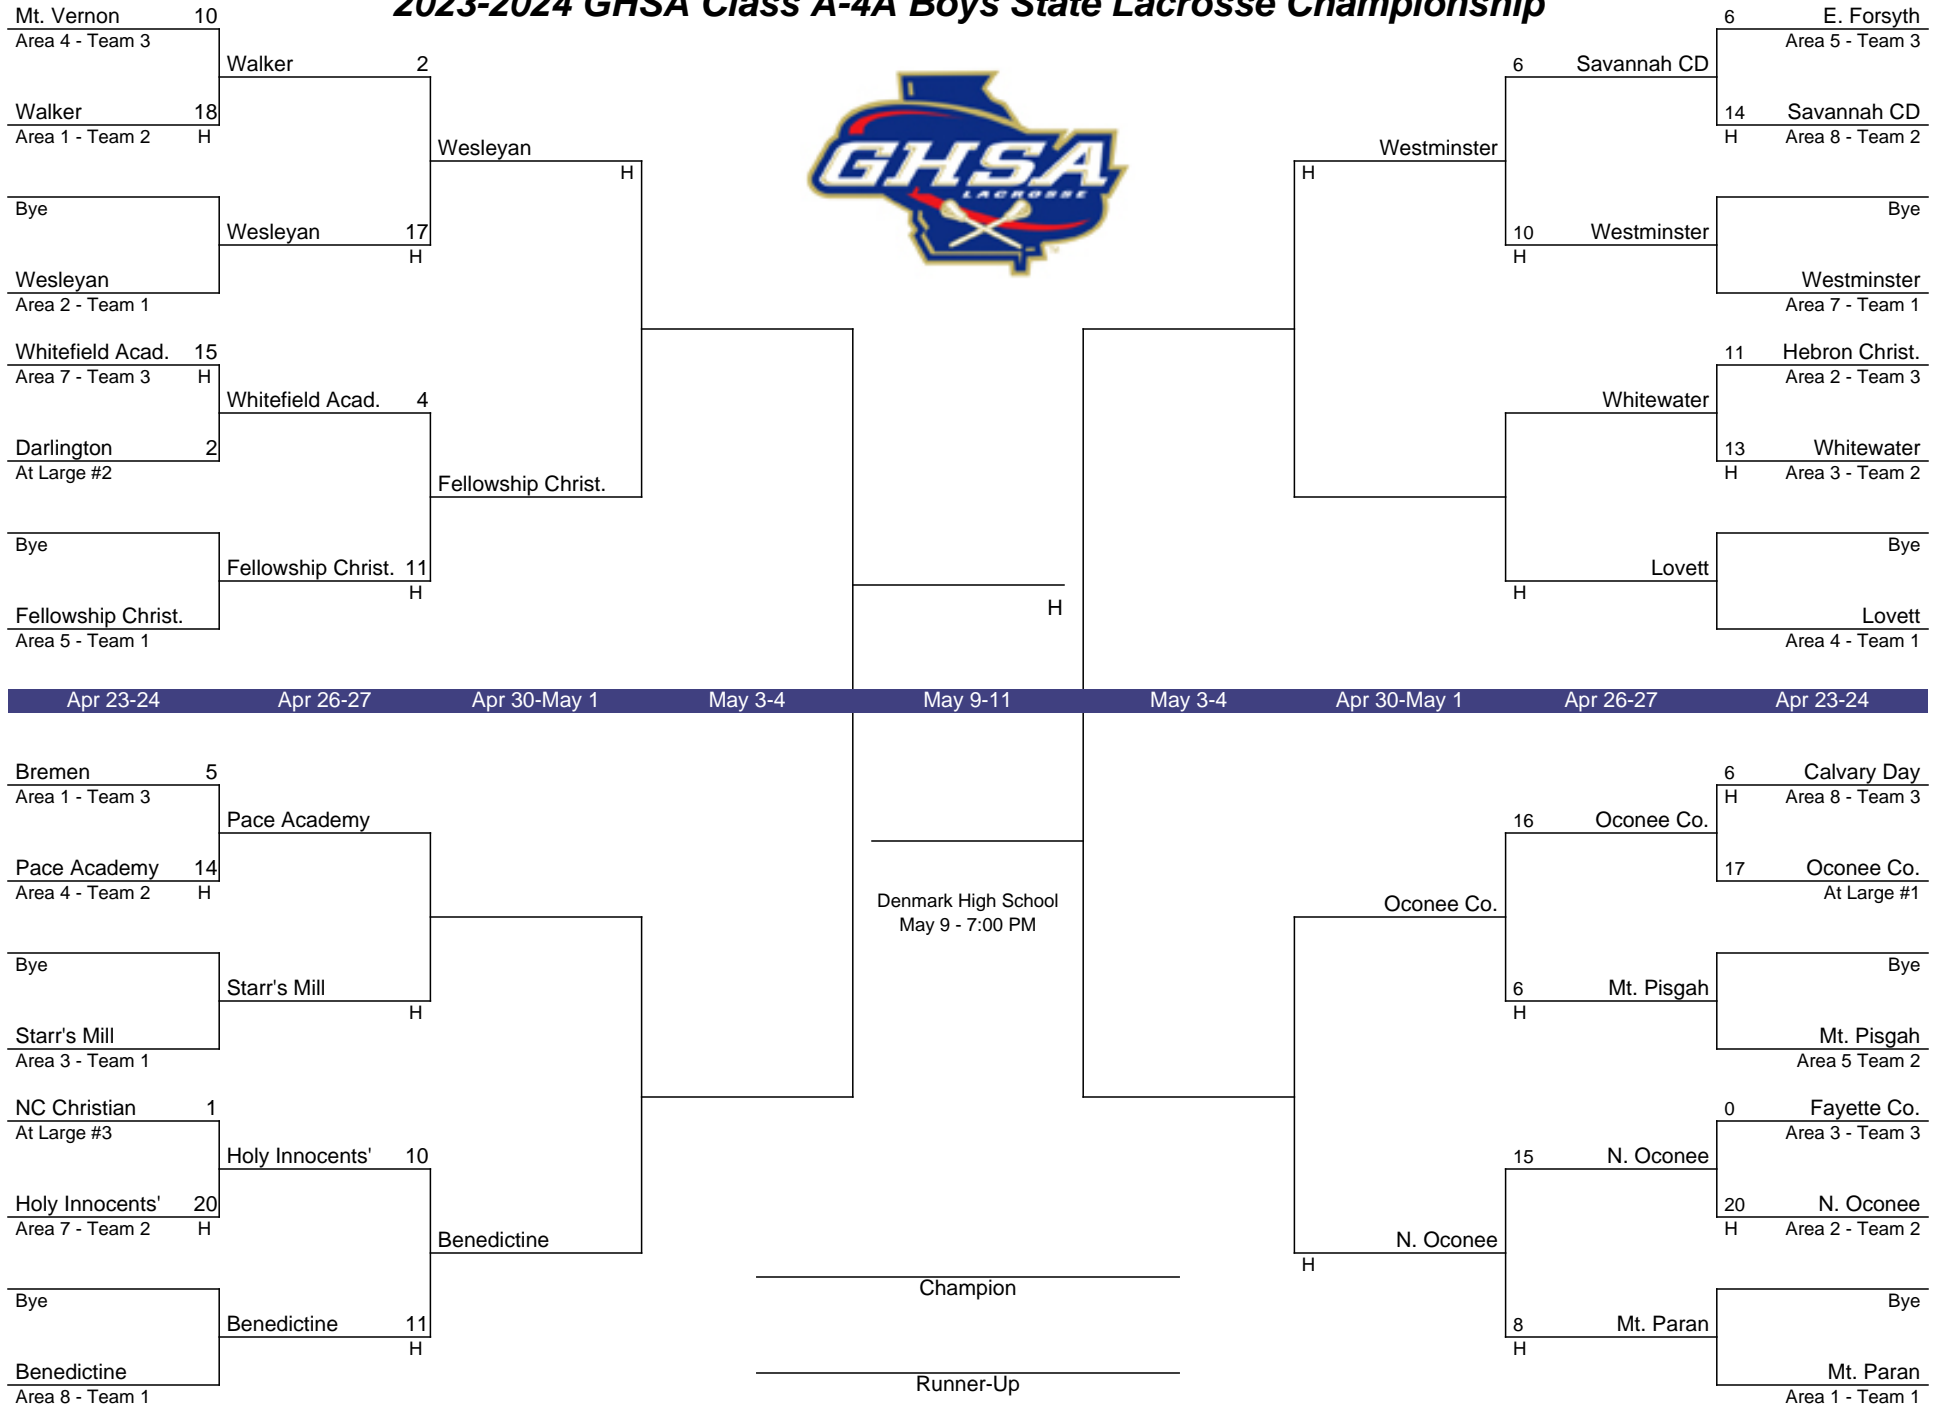 2023-2024 GHSA Class A-4A Boys State Lacrosse Championship
Mt. Vernon 10
Area 4 - Team 3
Walker 2
Walker 18
Area 1 - Team 2 H
Wesleyan
H
Bye
Wesleyan 17
H
Wesleyan
Area 2 - Team 1
Whitefield Acad. 15
Area 7 - Team 3 H
Whitefield Acad. 4
Darlington 2
At Large #2
Fellowship Christ.
Bye
Fellowship Christ. 11
H
Fellowship Christ.
Area 5 - Team 1
GHSA
LACROSSE
H
6 E. Forsyth
Area 5 - Team 3
6 Savannah CD
14 Savannah CD
H Area 8 - Team 2
Westminster
H
Bye
10 Westminster
H
Westminster
Area 7 - Team 1
11 Hebron Christ.
Area 2 - Team 3
Whitewater
13 Whitewater
H Area 3 - Team 2
Bye
Lovett
H
Lovett
Area 4 - Team 1
Apr 23-24 Apr 26-27 Apr 30-May 1 May 3-4 May 9-11 May 3-4 Apr 30-May 1 Apr 26-27 Apr 23-24
Bremen 5
Area 1 - Team 3
Pace Academy
Pace Academy 14
Area 4 - Team 2 H
Bye
Starr's Mill
H
Starr's Mill
Area 3 - Team 1
NC Christian 1
At Large #3
Holy Innocents' 10
Holy Innocents' 20
Area 7 - Team 2 H
Benedictine
Bye
Benedictine 11
H
Benedictine
Area 8 - Team 1
Denmark High School
May 9 - 7:00 PM
Champion
Runner-Up
6 Calvary Day
H Area 8 - Team 3
16 Oconee Co.
17 Oconee Co.
At Large #1
Oconee Co.
Bye
6 Mt. Pisgah
H
Mt. Pisgah
Area 5 Team 2
0 Fayette Co.
Area 3 - Team 3
15 N. Oconee
20 N. Oconee
H Area 2 - Team 2
N. Oconee
H
Bye
8 Mt. Paran
H
Mt. Paran
Area 1 - Team 1